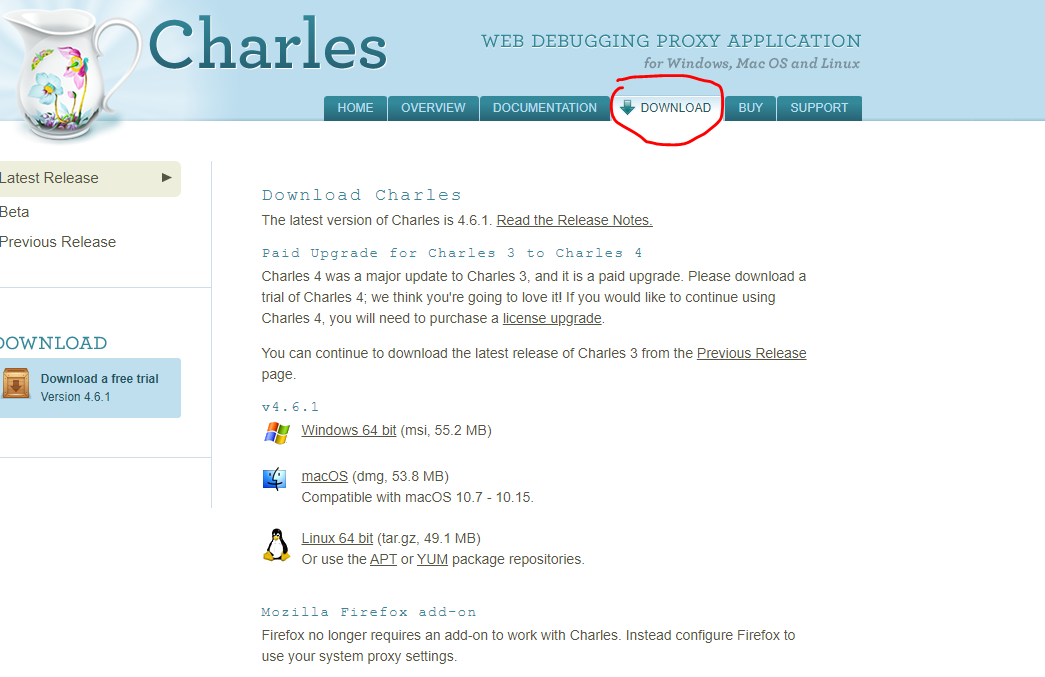 Charles
WEB DEBUGGING PROXY APPLICATION
for Windows, Mac OS and Linux
HOME OVERVIEW DOCUMENTATION DOWNLOAD BUY SUPPORT
Latest Release
Beta
Previous Release
DOWNLOAD
Download a free trial
Version 4.6.1
Download Charles
The latest version of Charles is 4.6.1. Read the Release Notes.
Paid Upgrade for Charles 3 to Charles 4
Charles 4 was a major update to Charles 3, and it is a paid upgrade. Please download a
trial of Charles 4; we think you're going to love it! If you would like to continue using
Charles 4, you will need to purchase a license upgrade.
You can continue to download the latest release of Charles 3 from the Previous Release
page.
v4.6.1
Windows 64 bit (msi, 55.2 MB)
macOS (dmg, 53.8 MB)
Compatible with macOS 10.7 - 10.15.
Linux 64 bit (tar.gz, 49.1 MB)
Or use the APT or YUM package repositories.
Mozilla Firefox add-on
Firefox no longer requires an add-on to work with Charles. Instead configure Firefox to
use your system proxy settings.